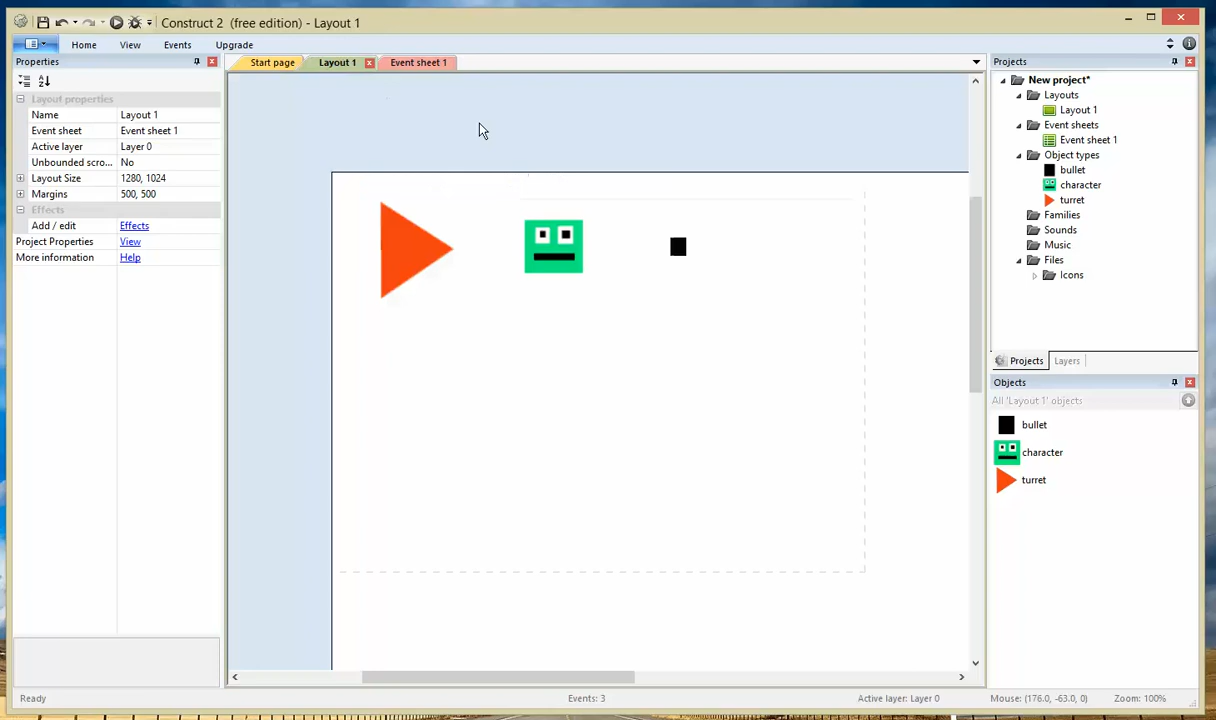 Construct 2 (free edition) - Layout 1
Home View Events Upgrade
Properties
Layout properties
Name Layout 1
Event sheet Event sheet 1
Active layer Layer 0
Unbounded scro... No
Layout Size 1280, 1024
Margins 500, 500
Effects
Add / edit Effects
Project Properties View
More information Help
Start page Layout 1 Event sheet 1
Projects
New project*
Layouts
Layout 1
Event sheets
Event sheet 1
Object types
bullet
character
turret
Families
Sounds
Music
Files
Icons
Projects Layers
Objects
All 'Layout 1' objects
bullet
character
turret
Ready Events: 3 Active layer: Layer 0 Mouse: (176.0, -63.0, 0) Zoom: 100%